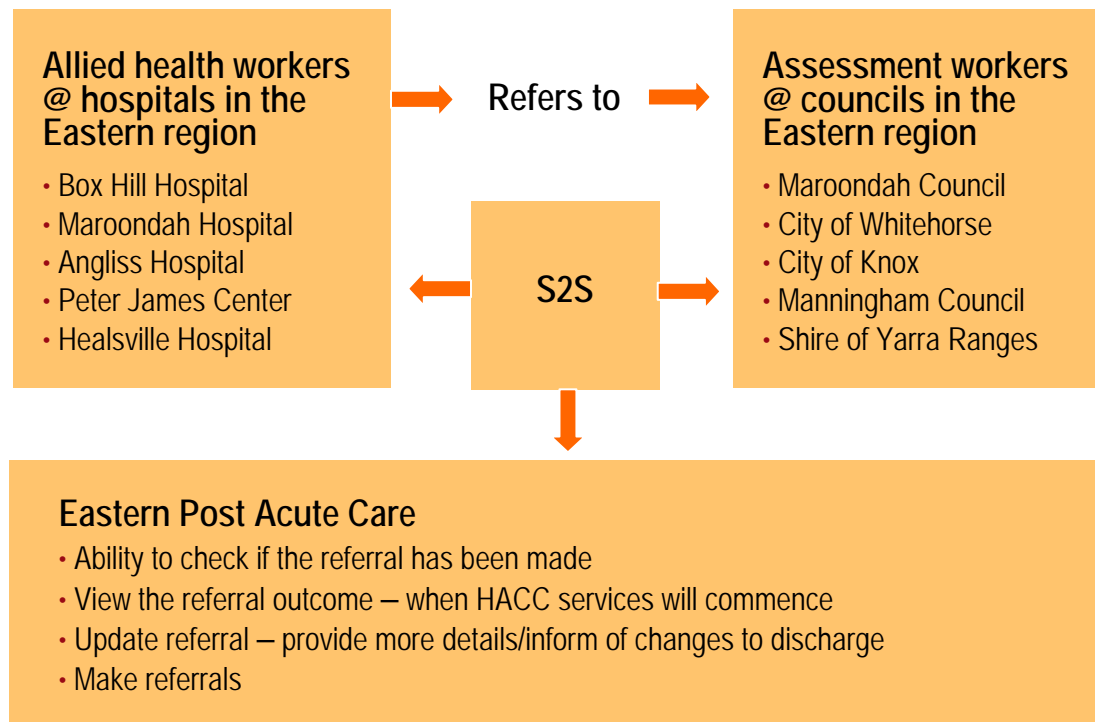 Allied health workers
@ hospitals in the
Eastern region
• Box Hill Hospital
• Maroondah Hospital
• Angliss Hospital
• Peter James Center
• Healsville Hospital
Refers to
Assessment workers
@ councils in the
Eastern region
• Maroondah Council
• City of Whitehorse
• City of Knox
• Manningham Council
• Shire of Yarra Ranges
S2S
Eastern Post Acute Care
• Ability to check if the referral has been made
• View the referral outcome – when HACC services will commence
• Update referral – provide more details/inform of changes to discharge
• Make referrals